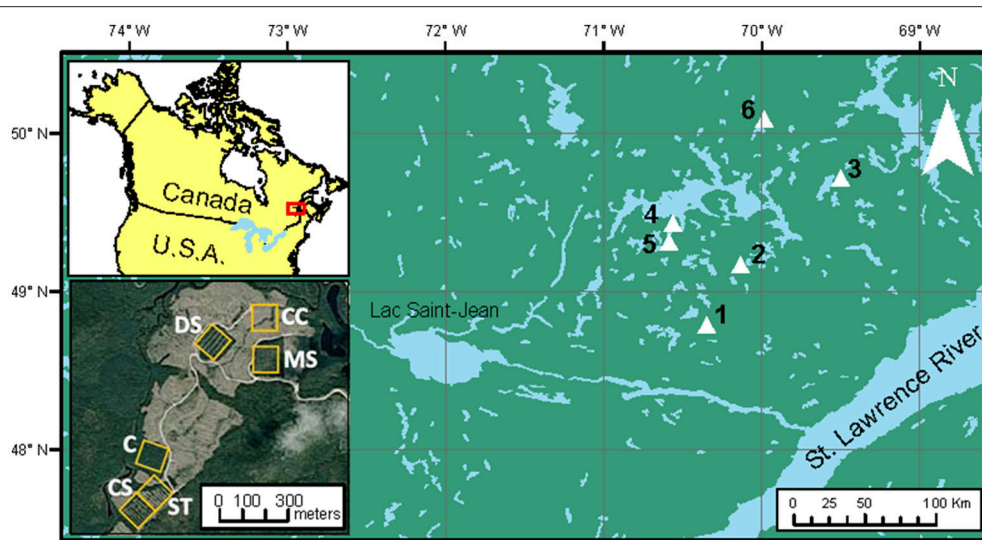 74° W 73° W 72° W 71° W 70° W 69° W
N
50° N
49° N
48° N
6
3
4
5
2
1
Canada
U.S.A.
Lac Saint-Jean
St. Lawrence River
DS
CC
MS
C
CS
ST
0 100 300
meters
0 25 50 100 Km